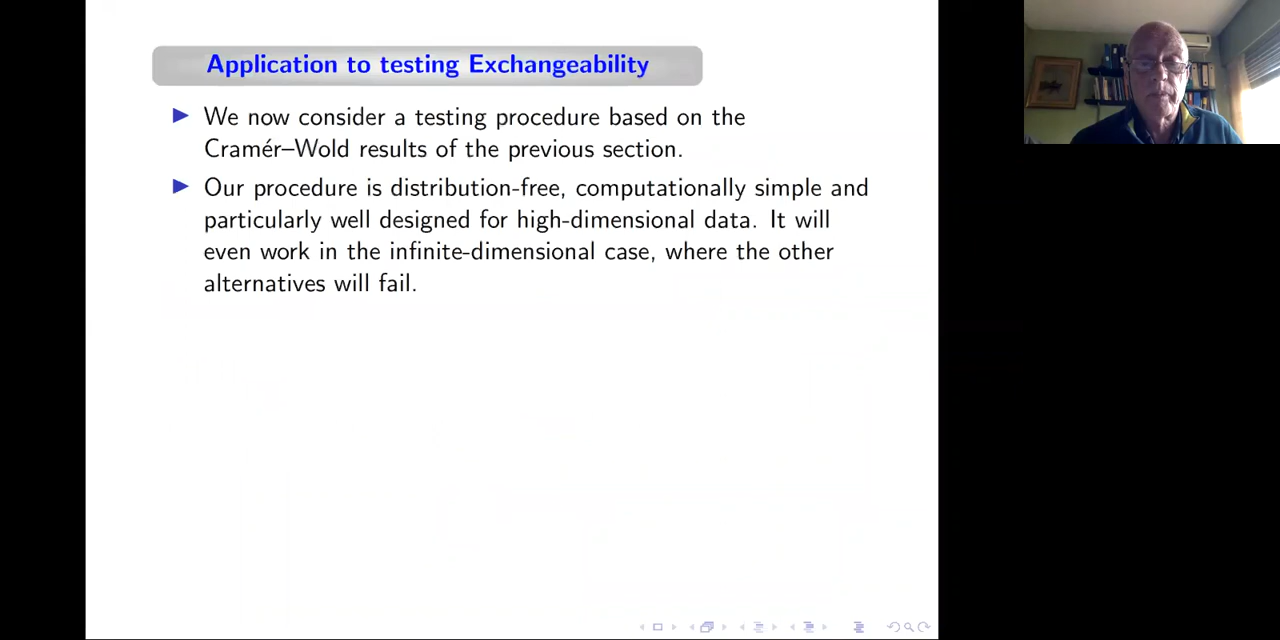 Application to testing Exchangeability
We now consider a testing procedure based on the
Cramér–Wold results of the previous section.
Our procedure is distribution-free, computationally simple and
particularly well designed for high-dimensional data. It will
even work in the infinite-dimensional case, where the other
alternatives will fail.